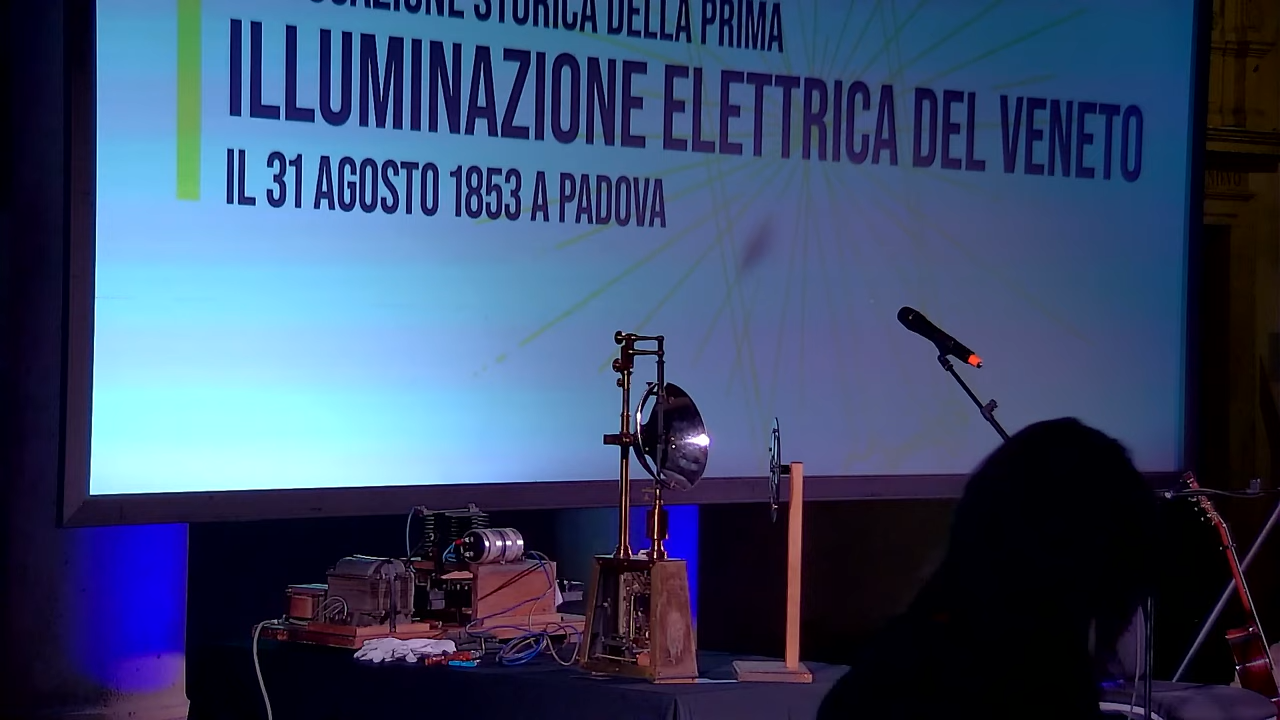 STORICA DELLA PRIMA
ILLUMINAZIONE ELETTRICA DEL VENETO
IL 31 AGOSTO 1853 A PADOVA